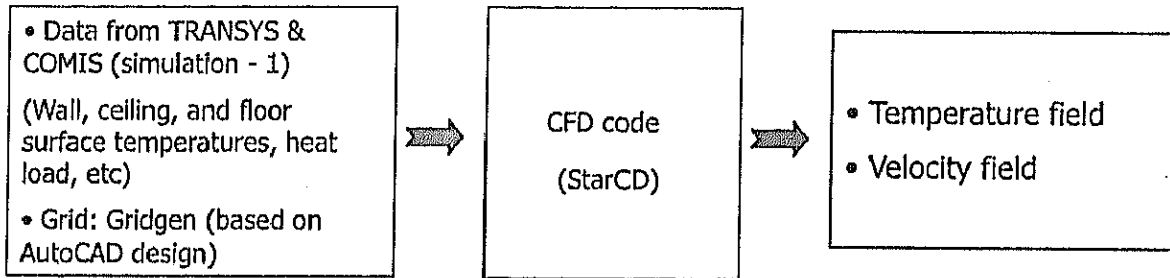 • Data from TRANSYS &
COMIS (simulation - 1)
(Wall, ceiling, and floor
surface temperatures, heat
load, etc)
• Grid: Gridgen (based on
AutoCAD design)
CFD code
(StarCD)
• Temperature field
• Velocity field